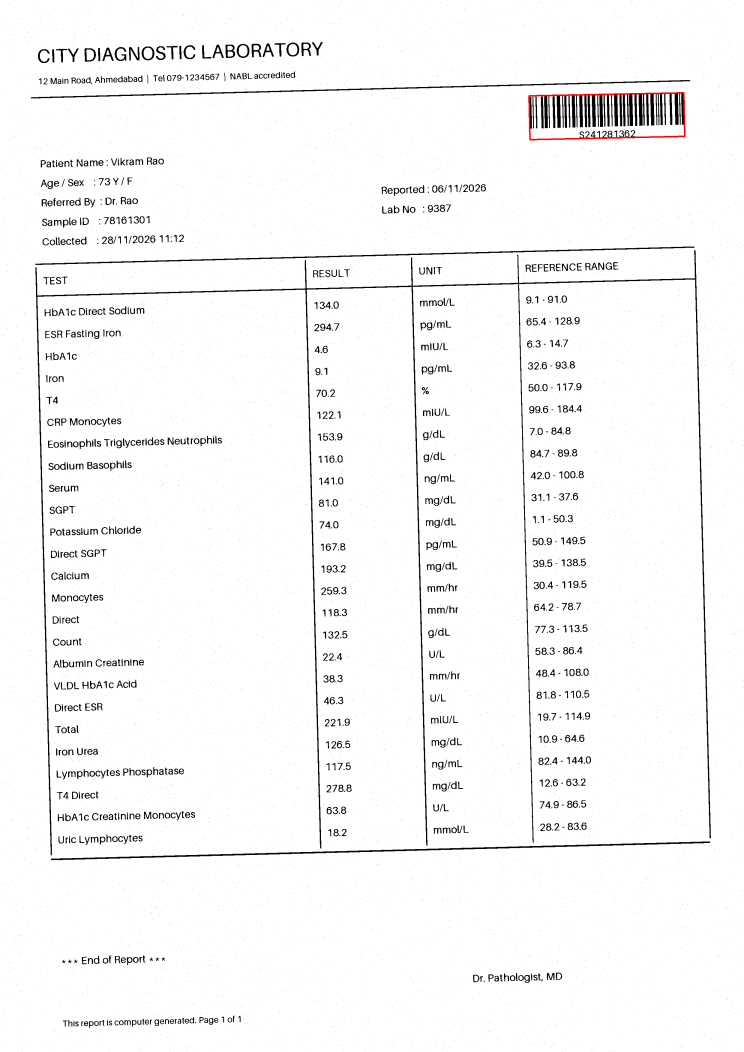 CITY DIAGNOSTIC LABORATORY
12 Main Road, Ahmedabad | Tel 079-1234567 | NABL accredited
S241281362
Patient Name : Vikram Rao
Age / Sex : 73 Y / F
Referred By : Dr. Rao
Sample ID : 78161301
Collected : 28/11/2026 11:12
Reported : 06/11/2026
Lab No : 9387
TEST RESULT UNIT REFERENCE RANGE
HbA1c Direct Sodium 134.0 mmol/L 9.1 - 91.0
ESR Fasting Iron 294.7 pg/mL 65.4 - 128.9
HbA1c 4.6 mIU/L 6.3 - 14.7
Iron 9.1 pg/mL 32.6 - 93.8
T4 70.2 % 50.0 - 117.9
CRP Monocytes 122.1 mIU/L 99.6 - 184.4
Eosinophils Triglycerides Neutrophils 153.9 g/dL 7.0 - 84.8
Sodium Basophils 116.0 g/dL 84.7 - 89.8
Serum 141.0 ng/mL 42.0 - 100.8
SGPT 81.0 mg/dL 31.1 - 37.6
Potassium Chloride 74.0 mg/dL 1.1 - 50.3
Direct SGPT 167.8 pg/mL 50.9 - 149.5
Calcium 193.2 mg/dL 39.5 - 138.5
Monocytes 259.3 mm/hr 30.4 - 119.5
Direct 118.3 mm/hr 64.2 - 78.7
Count 132.5 g/dL 77.3 - 113.5
Albumin Creatinine 22.4 U/L 58.3 - 86.4
VLDL HbA1c Acid 38.3 mm/hr 48.4 - 108.0
Direct ESR 46.3 U/L 81.8 - 110.5
Total 221.9 mIU/L 19.7 - 114.9
Iron Urea 126.5 mg/dL 10.9 - 64.6
Lymphocytes Phosphatase 117.5 ng/mL 82.4 - 144.0
T4 Direct 278.8 mg/dL 12.6 - 63.2
HbA1c Creatinine Monocytes 63.8 U/L 74.9 - 86.5
Uric Lymphocytes 18.2 mmol/L 28.2 - 83.6
*** End of Report ***
Dr. Pathologist, MD
This report is computer generated. Page 1 of 1